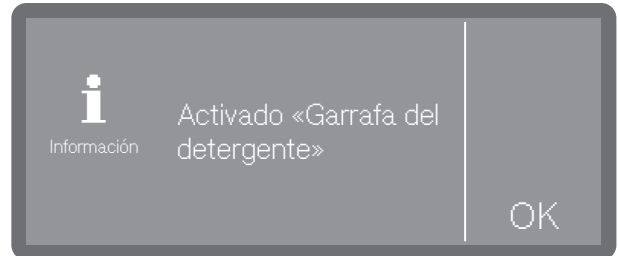 i
Información
Activado «Garrafa del
detergente»
OK